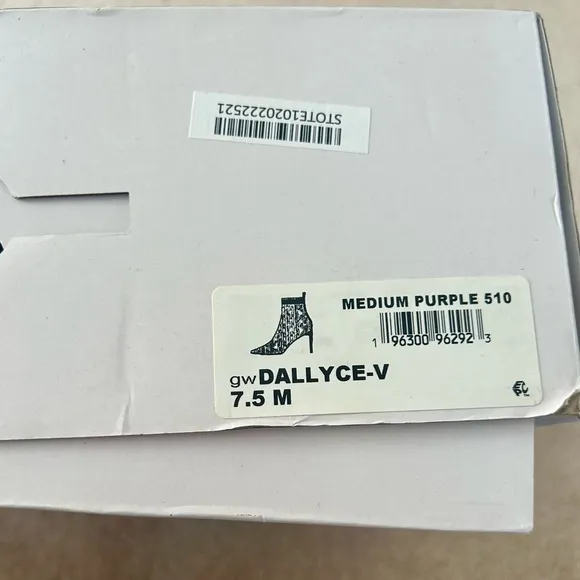 STOTE1020222521
MEDIUM PURPLE 510
1 96300 96292 3
gwDALLYCE-V
7.5 M